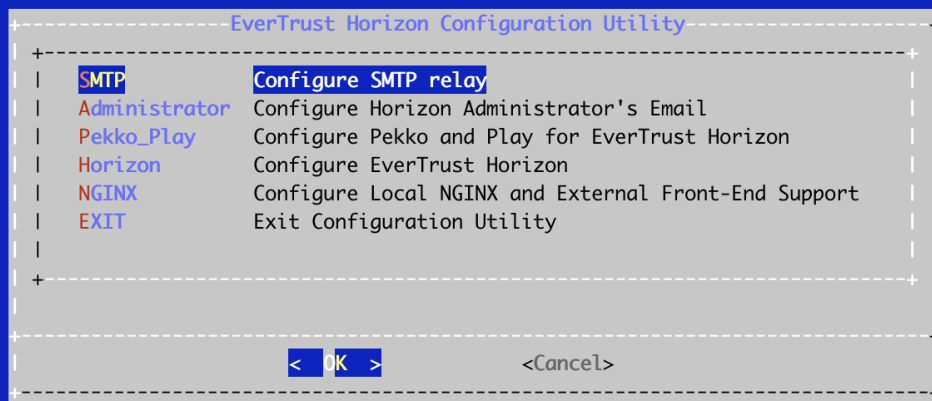 EverTrust Horizon Configuration Utility
SMTP Configure SMTP relay
Administrator Configure Horizon Administrator's Email
Pekko_Play Configure Pekko and Play for EverTrust Horizon
Horizon Configure EverTrust Horizon
NGINX Configure Local NGINX and External Front-End Support
EXIT Exit Configuration Utility
< OK > <Cancel>